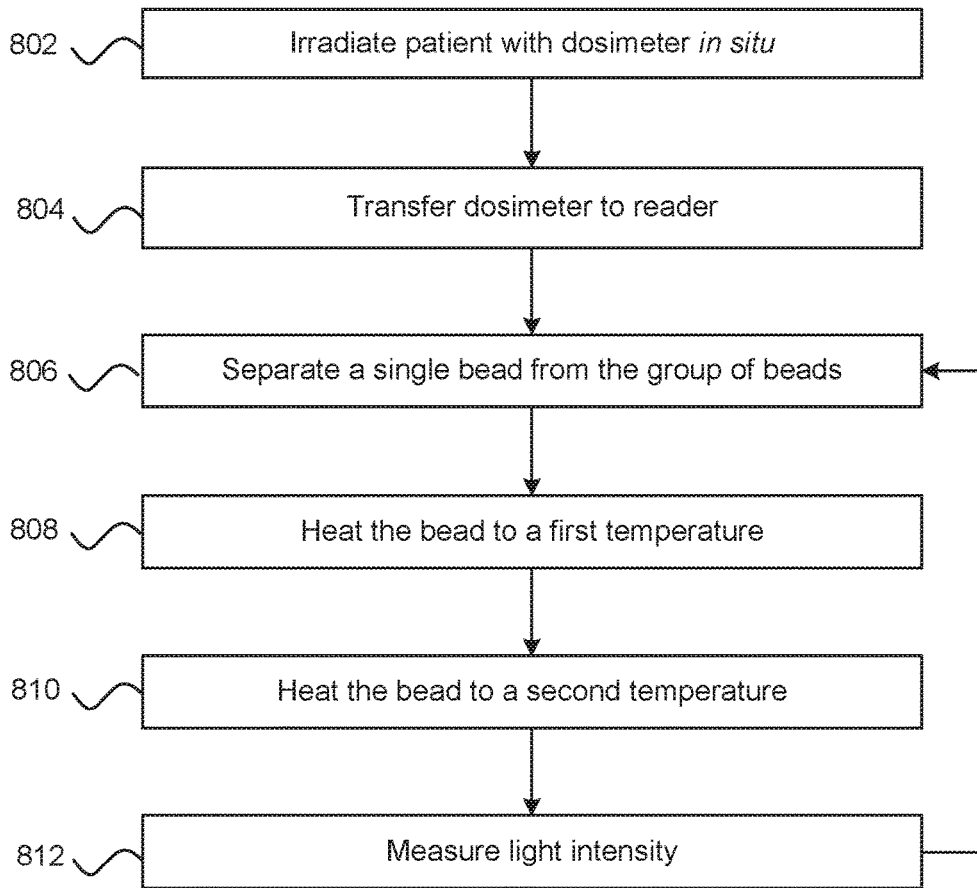 802 Irradiate patient with dosimeter in situ
804 Transfer dosimeter to reader
806 Separate a single bead from the group of beads
808 Heat the bead to a first temperature
810 Heat the bead to a second temperature
812 Measure light intensity